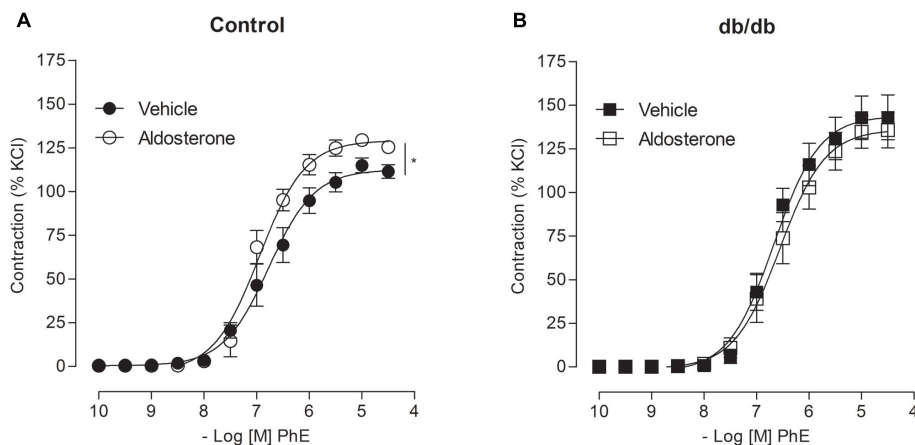 A
Control
175
150
125
100
75
50
25
0
Contraction (% KCl)
Vehicle
Aldosterone
*
10 9 8 7 6 5 4
- Log [M] PhE
B
db/db
175
150
125
100
75
50
25
0
Contraction (% KCl)
Vehicle
Aldosterone
10 9 8 7 6 5 4
- Log [M] PhE